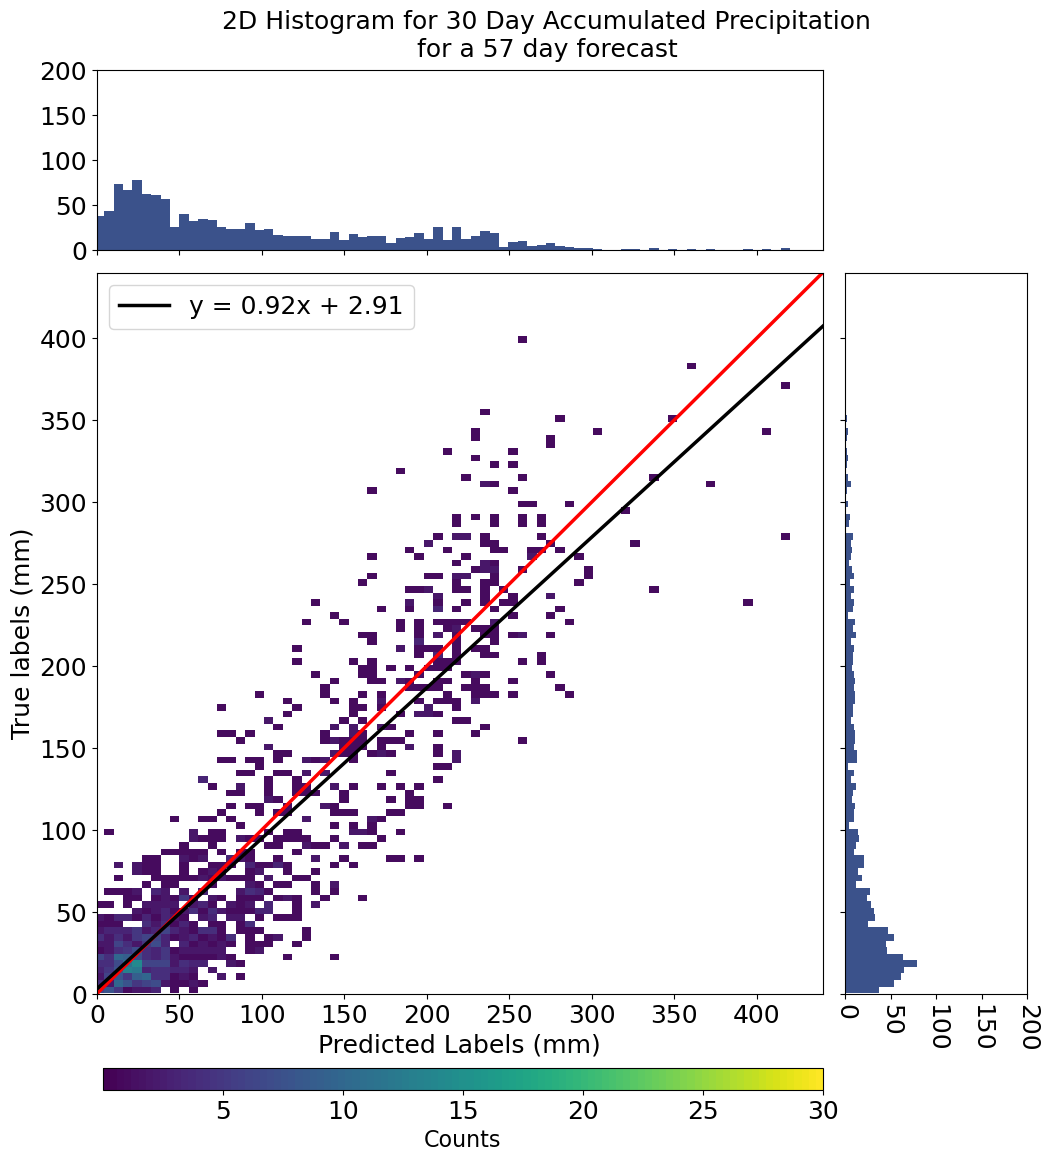 2D Histogram for 30 Day Accumulated Precipitation
for a 57 day forecast
200
150
100
50
0
y = 0.92x + 2.91
400
350
300
250
200
150
100
50
0
True labels (mm)
0 50 100 150 200 250 300 350 400
Predicted Labels (mm)
0 50 100 150 200
5 10 15 20 25 30
Counts